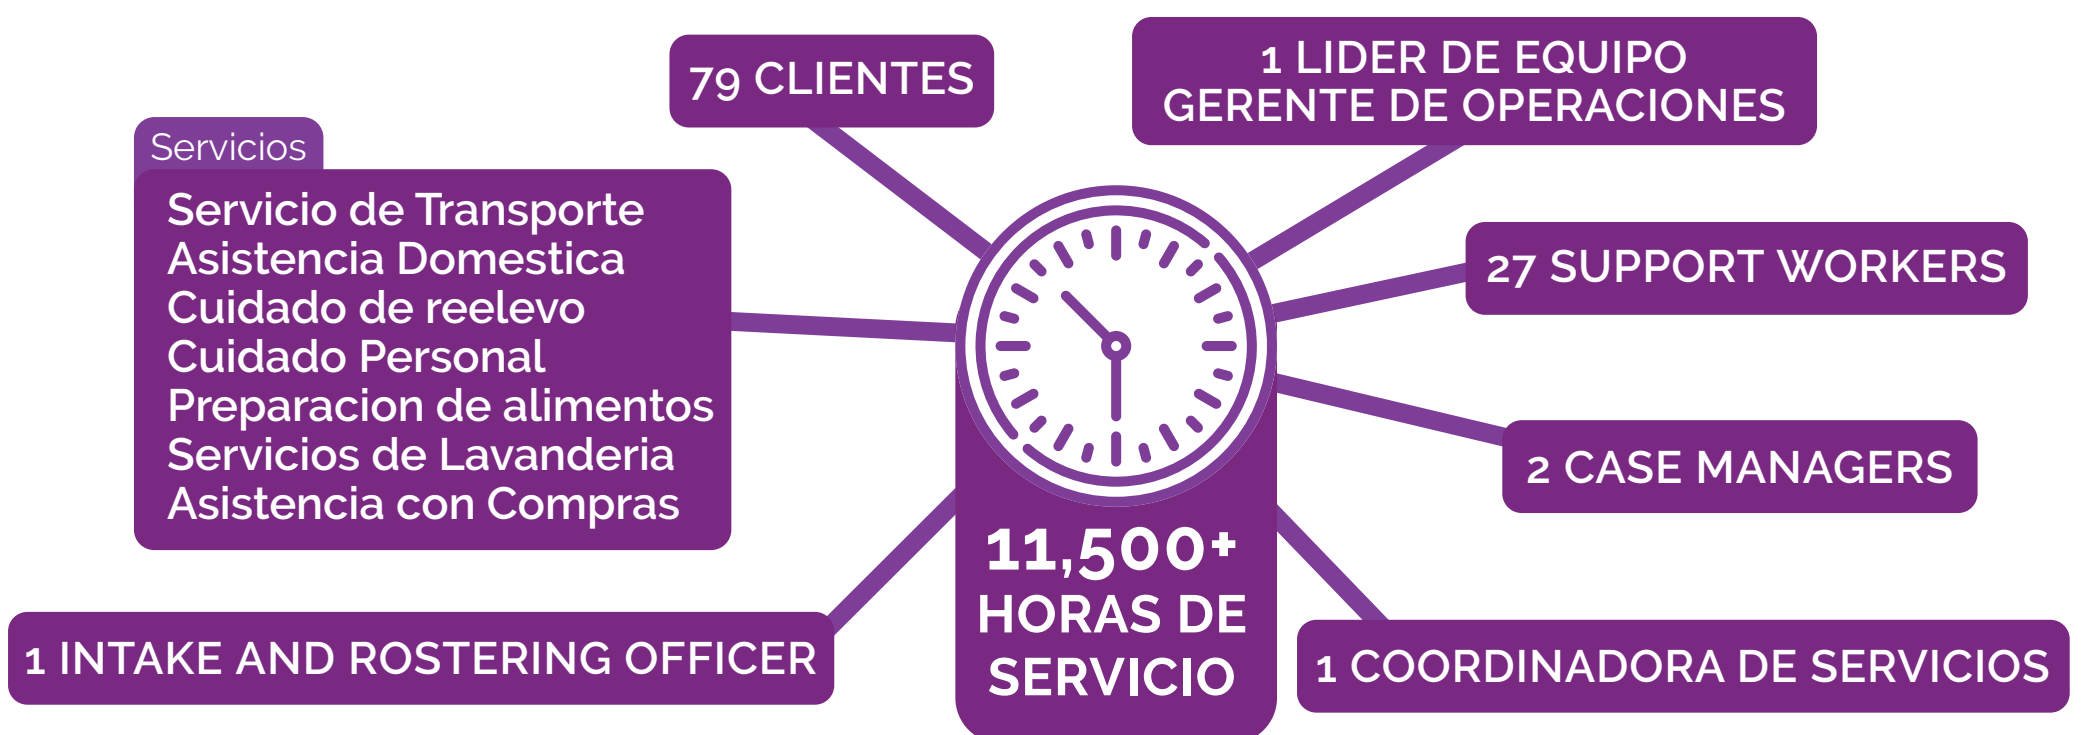 79 CLIENTES
1 LIDER DE EQUIPO
GERENTE DE OPERACIONES
Servicios
Servicio de Transporte
Asistencia Domestica
Cuidado de reelevo
Cuidado Personal
Preparacion de alimentos
Servicios de Lavanderia
Asistencia con Compras
27 SUPPORT WORKERS
2 CASE MANAGERS
11,500+
HORAS DE
SERVICIO
1 INTAKE AND ROSTERING OFFICER
1 COORDINADORA DE SERVICIOS